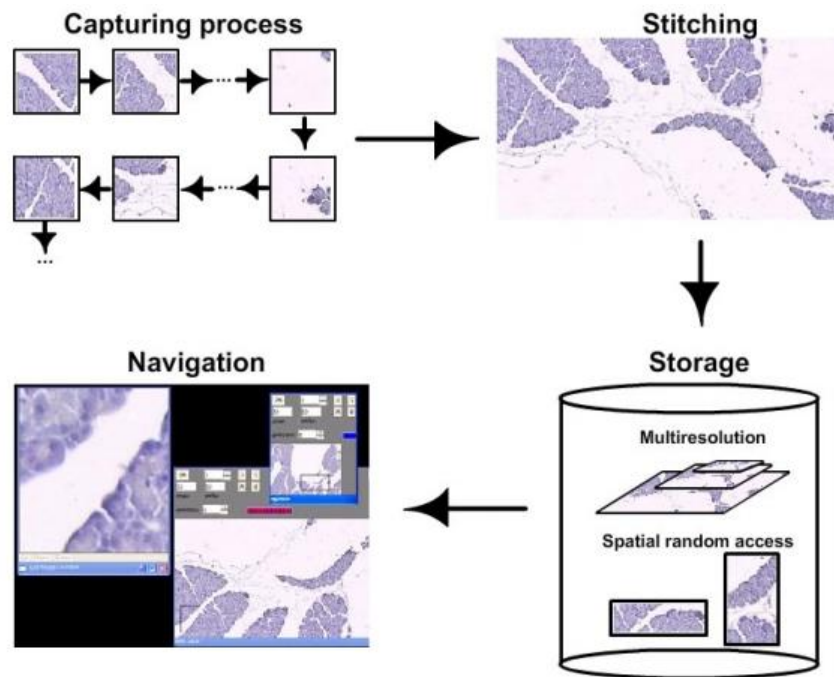 Capturing process
Stitching
...
...
...
Navigation
Storage
Multiresolution
Spatial random access